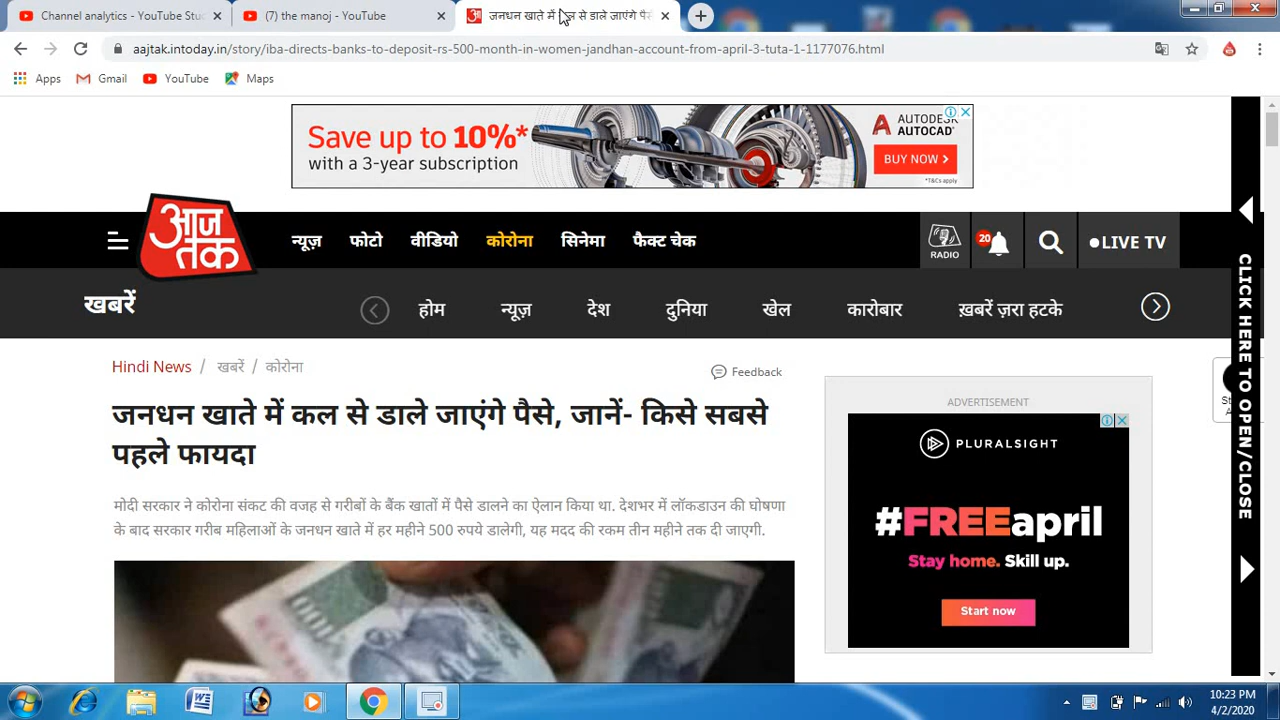 Channel analytics - YouTube Stu
(7) the manoj - YouTube
जनधन खाते में
से डाले जाएंगे पैसे
aajtak.intoday.in/story/iba-directs-banks-to-deposit-rs-500-month-in-women-jandhan-account-from-april-3-tuta-1-1177076.html
Apps
Gmail
YouTube
Maps
Save up to 10%*
with a 3-year subscription
AUTODESK
AUTOCAD
BUY NOW
*T&Cs apply
आज
तक
न्यूज़
फोटो
वीडियो
कोरोना
सिनेमा
फैक्ट चेक
RADIO
20
LIVE TV
खबरें
होम
न्यूज़
देश
दुनिया
खेल
कारोबार
ख़बरें ज़रा हटके
CLICK HERE TO OPEN/CLOSE
Hindi News / खबरें / कोरोना
Feedback
जनधन खाते में कल से डाले जाएंगे पैसे, जानें- किसे सबसे
पहले फायदा
मोदी सरकार ने कोरोना संकट की वजह से गरीबों के बैंक खातों में पैसे डालने का ऐलान किया था. देशभर में लॉकडाउन की घोषणा
के बाद सरकार गरीब महिलाओं के जनधन खाते में हर महीने 500 रुपये डालेगी, यह मदद की रकम तीन महीने तक दी जाएगी.
ADVERTISEMENT
PLURALSIGHT
#FREEapril
Stay home. Skill up.
Start now
10:23 PM
4/2/2020